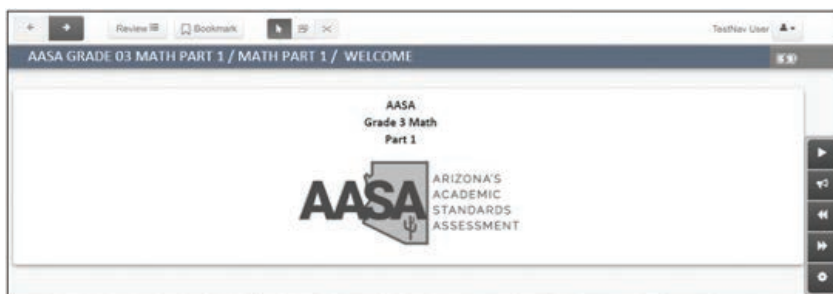 Review Bookmark TestNav User
AASA GRADE 03 MATH PART 1 / MATH PART 1 / WELCOME
AASA
Grade 3 Math
Part 1
AASA
ARIZONA'S
ACADEMIC
STANDARDS
ASSESSMENT